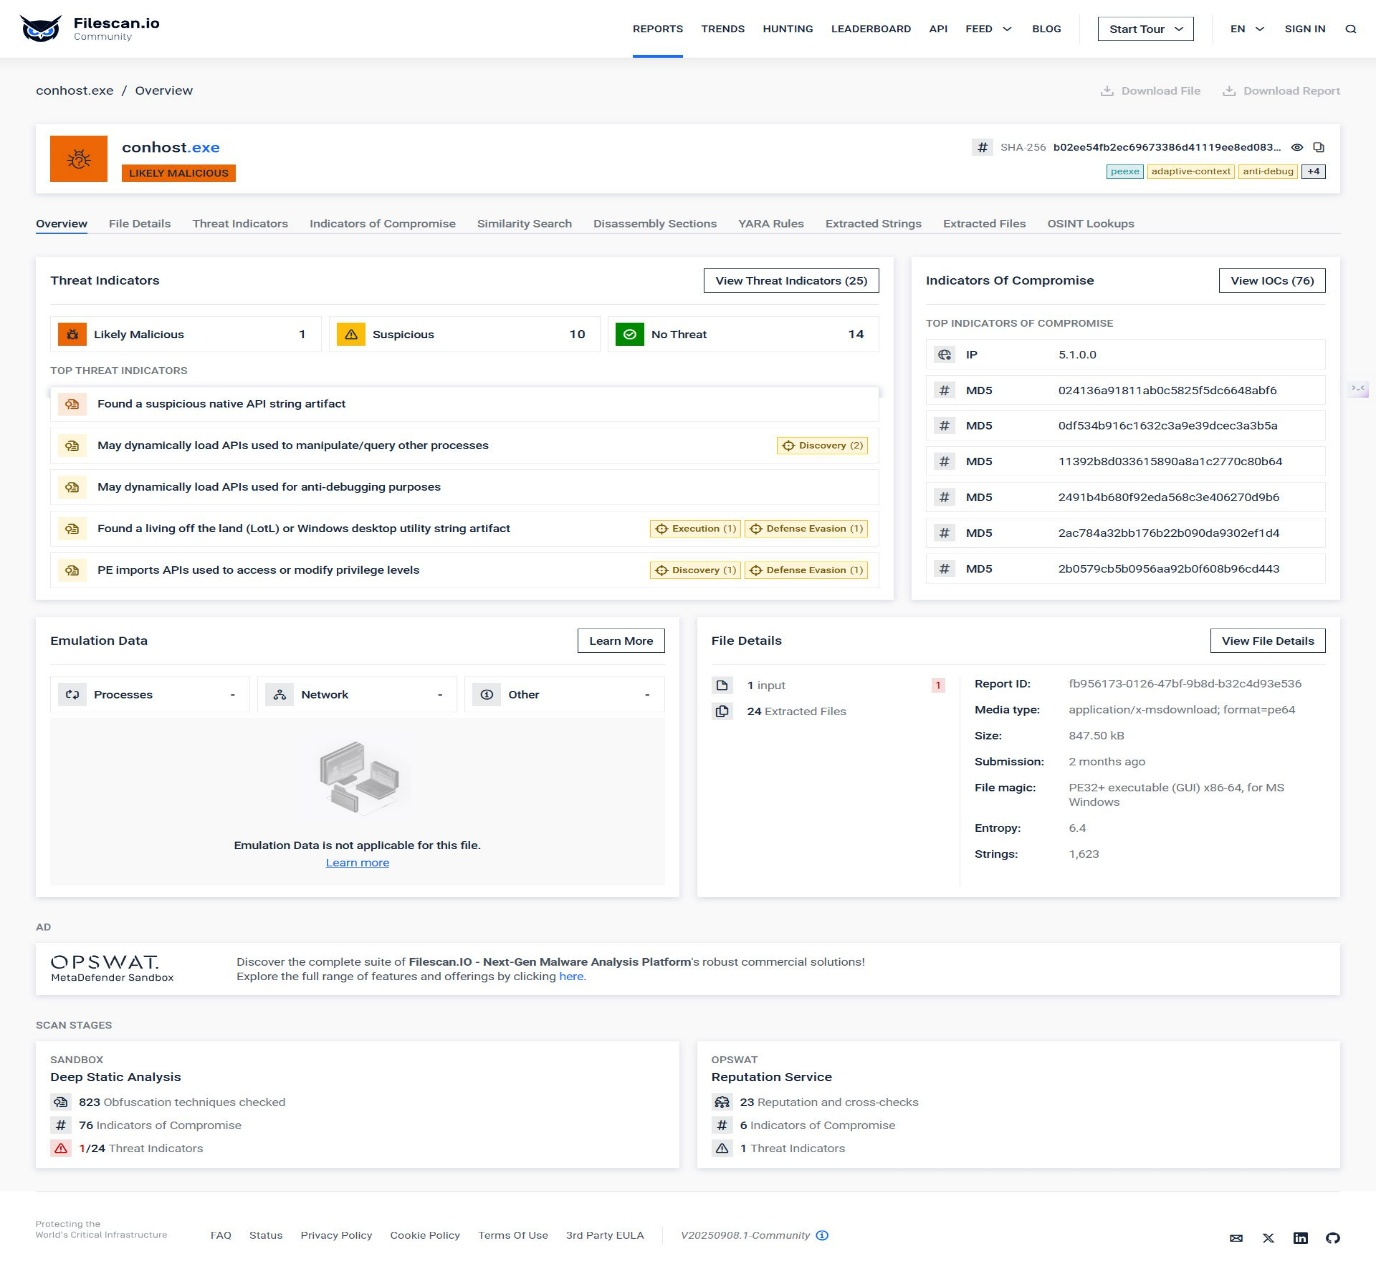 Filescan.io
Community
REPORTS TRENDS HUNTING LEADERBOARD API FEED BLOG Start Tour EN SIGN IN
conhost.exe / Overview
Download File Download Report
conhost.exe
LIKELY MALICIOUS
# SHA-256 b02ee54fb2ec69673386d41119ee8ed083...
peexe adaptive-context anti-debug +4
Overview File Details Threat Indicators Indicators of Compromise Similarity Search Disassembly Sections YARA Rules Extracted Strings Extracted Files OSINT Lookups
Threat Indicators
View Threat Indicators (25)
Likely Malicious 1 Suspicious 10 No Threat 14
TOP THREAT INDICATORS
Found a suspicious native API string artifact
May dynamically load APIs used to manipulate/query other processes Discovery (2)
May dynamically load APIs used for anti-debugging purposes
Found a living off the land (LotL) or Windows desktop utility string artifact Execution (1) Defense Evasion (1)
PE imports APIs used to access or modify privilege levels Discovery (1) Defense Evasion (1)
Indicators Of Compromise
View IOCs (76)
TOP INDICATORS OF COMPROMISE
IP 5.1.0.0
# MD5 024136a91811ab0c5825f5dc6648abf6
# MD5 0df534b916c1632c3a9e39dcec3a3b5a
# MD5 11392b8d033615890a8a1c2770c80b64
# MD5 2491b4b680f92eda568c3e406270d9b6
# MD5 2ac784a32bb176b22b090da9302ef1d4
# MD5 2b0579cb5b0956aa92b0f608b96cd443
Emulation Data
Learn More
Processes - Network - Other -
Emulation Data is not applicable for this file.
Learn more
File Details
View File Details
1 input 1
24 Extracted Files
Report ID: fb956173-0126-47bf-9b8d-b32c4d93e536
Media type: application/x-msdownload; format=pe64
Size: 847.50 kB
Submission: 2 months ago
File magic: PE32+ executable (GUI) x86-64, for MS
Windows
Entropy: 6.4
Strings: 1,623
AD
OPSWAT.
MetaDefender Sandbox
Discover the complete suite of Filescan.IO - Next-Gen Malware Analysis Platform's robust commercial solutions!
Explore the full range of features and offerings by clicking here.
SCAN STAGES
SANDBOX
Deep Static Analysis
823 Obfuscation techniques checked
# 76 Indicators of Compromise
1/24 Threat Indicators
OPSWAT
Reputation Service
23 Reputation and cross-checks
# 6 Indicators of Compromise
1 Threat Indicators
Protecting the
World's Critical Infrastructure
FAQ Status Privacy Policy Cookie Policy Terms Of Use 3rd Party EULA V20250908.1-Community